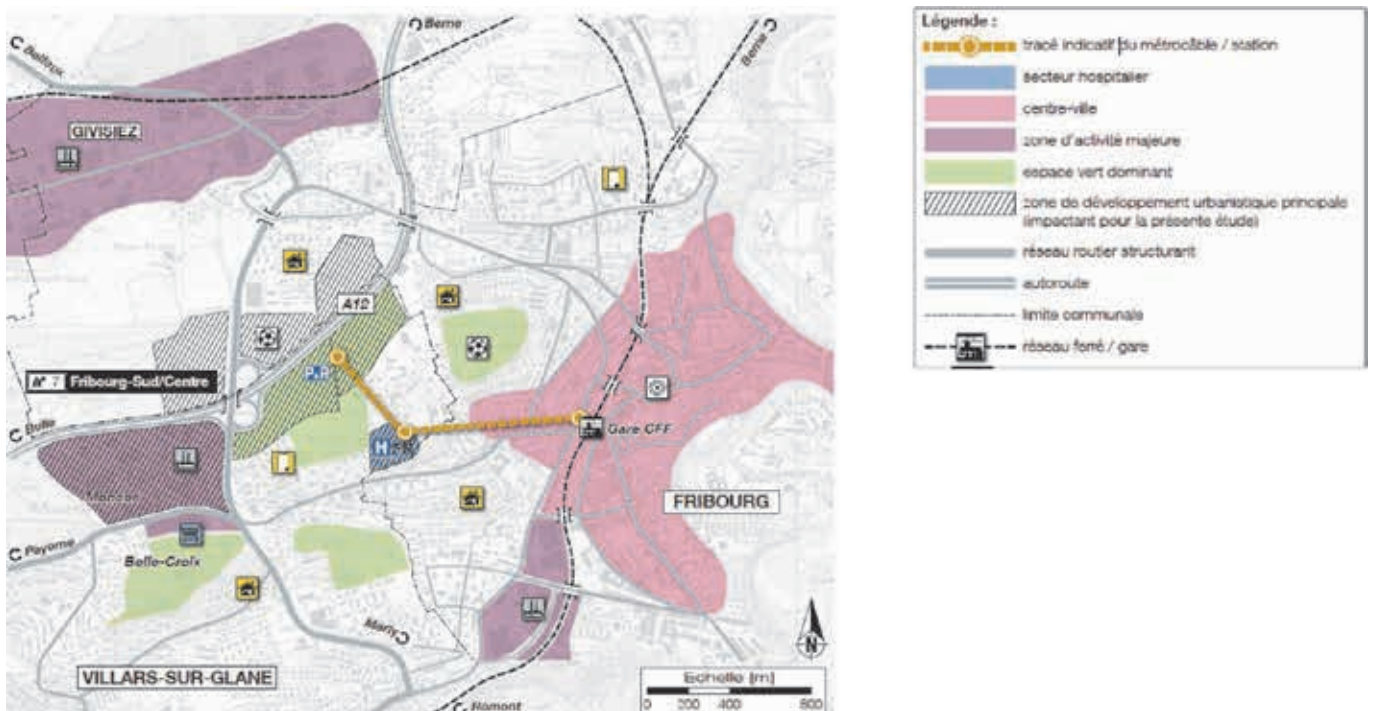 Berne
Belfaux
Berne
GIVISIEZ
A12
P+R
N° 7 Fribourg-Sud/Centre
Bulle
H
Gare CFF
Moncor
FRIBOURG
Payerne
Belle-Croix
Marly
N
VILLARS-SUR-GLANE
Romont
Echelle [m]
0 200 400 800
Légende :
tracé indicatif du métrocâble / station
secteur hospitalier
centre-ville
zone d'activité majeure
espace vert dominant
zone de développement urbanistique principale
(impactant pour la présente étude)
réseau routier structurant
autoroute
limite communale
réseau ferré / gare